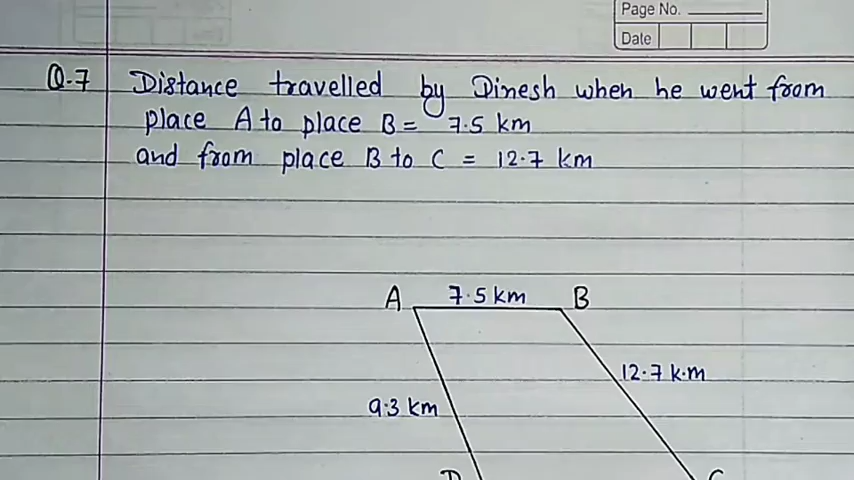 Page No.
Date
Q.7 Distance travelled by Dinesh when he went from
place A to place B = 7.5 km
and from place B to C = 12.7 km
A 7.5 km B
12.7 k.m
9.3 km
D C